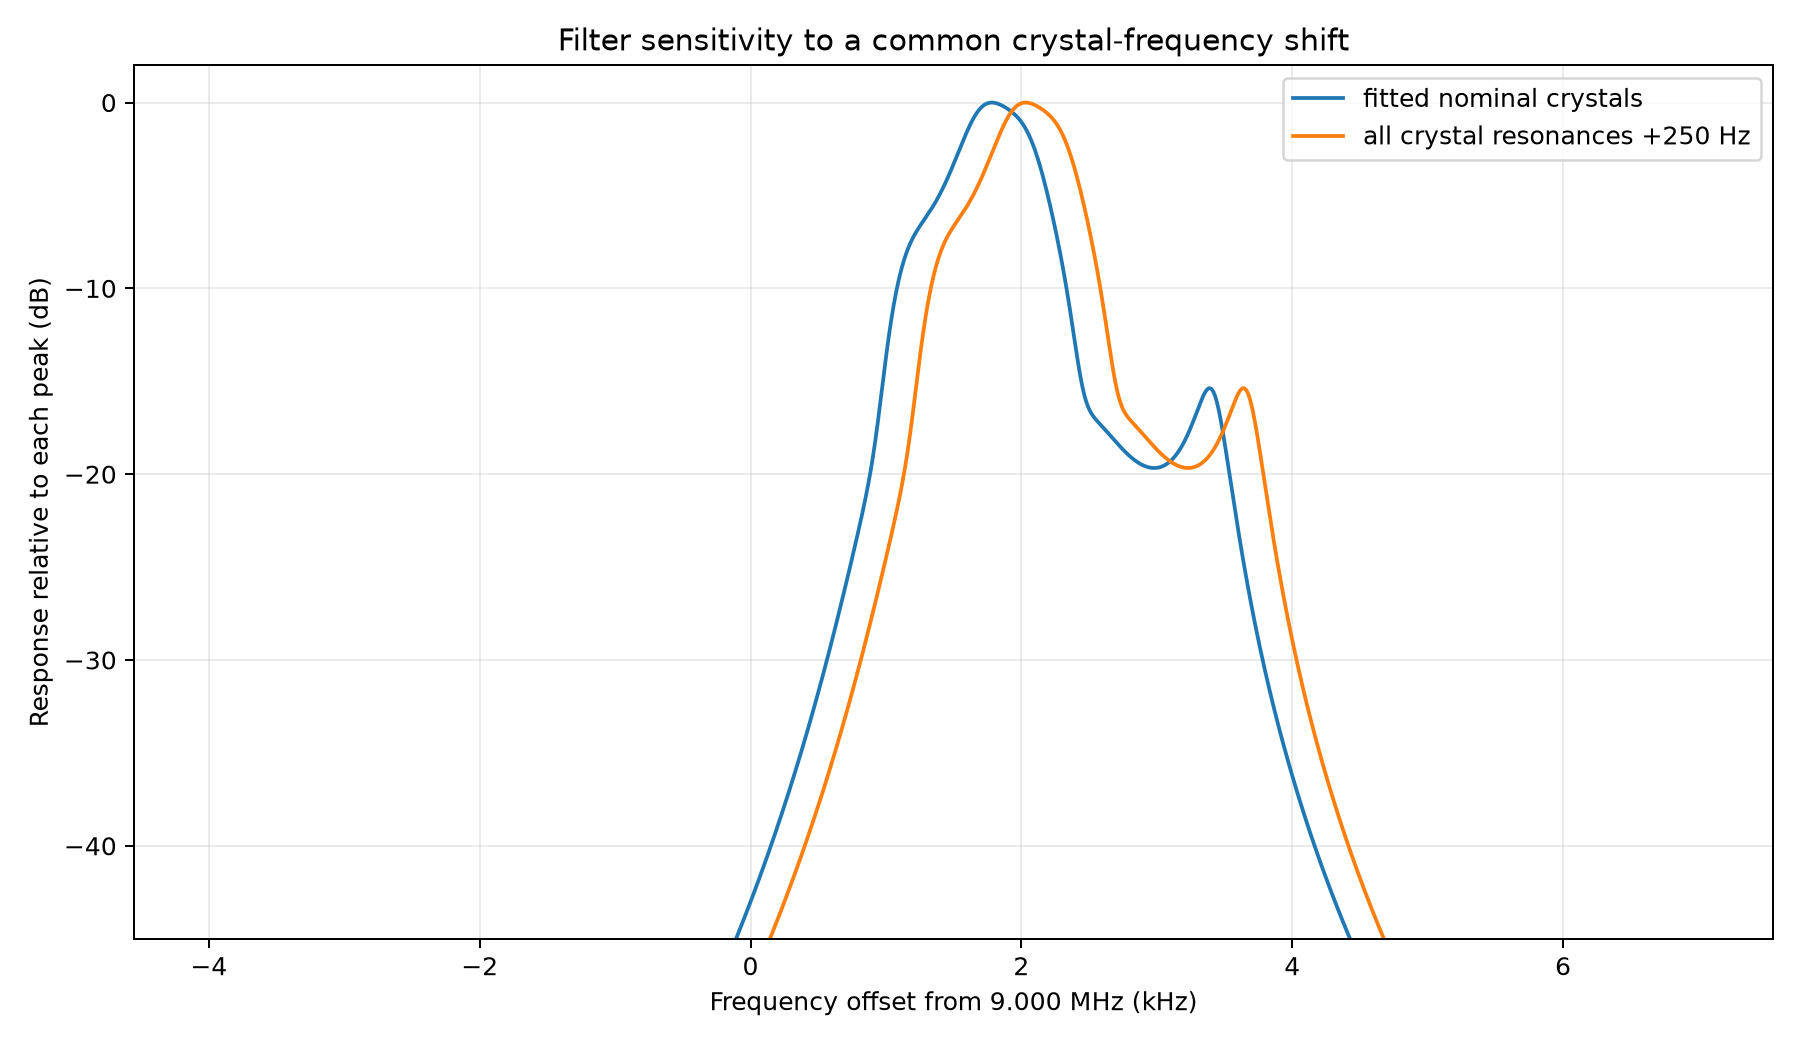 Filter sensitivity to a common crystal-frequency shift
fitted nominal crystals
all crystal resonances +250 Hz
Response relative to each peak (dB)
0
−10
−20
−30
−40
−4
−2
0
2
4
6
Frequency offset from 9.000 MHz (kHz)